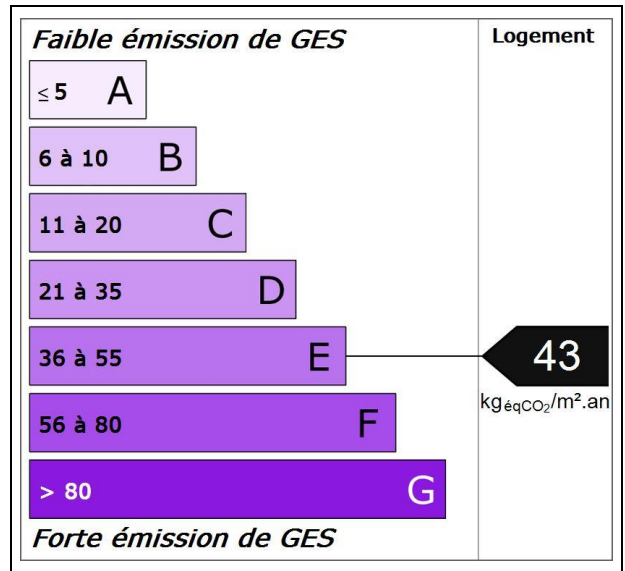 Faible émission de GES
Logement
≤ 5 A
6 à 10 B
11 à 20 C
21 à 35 D
36 à 55 E
43
kgéqCO₂/m².an
56 à 80 F
> 80 G
Forte émission de GES